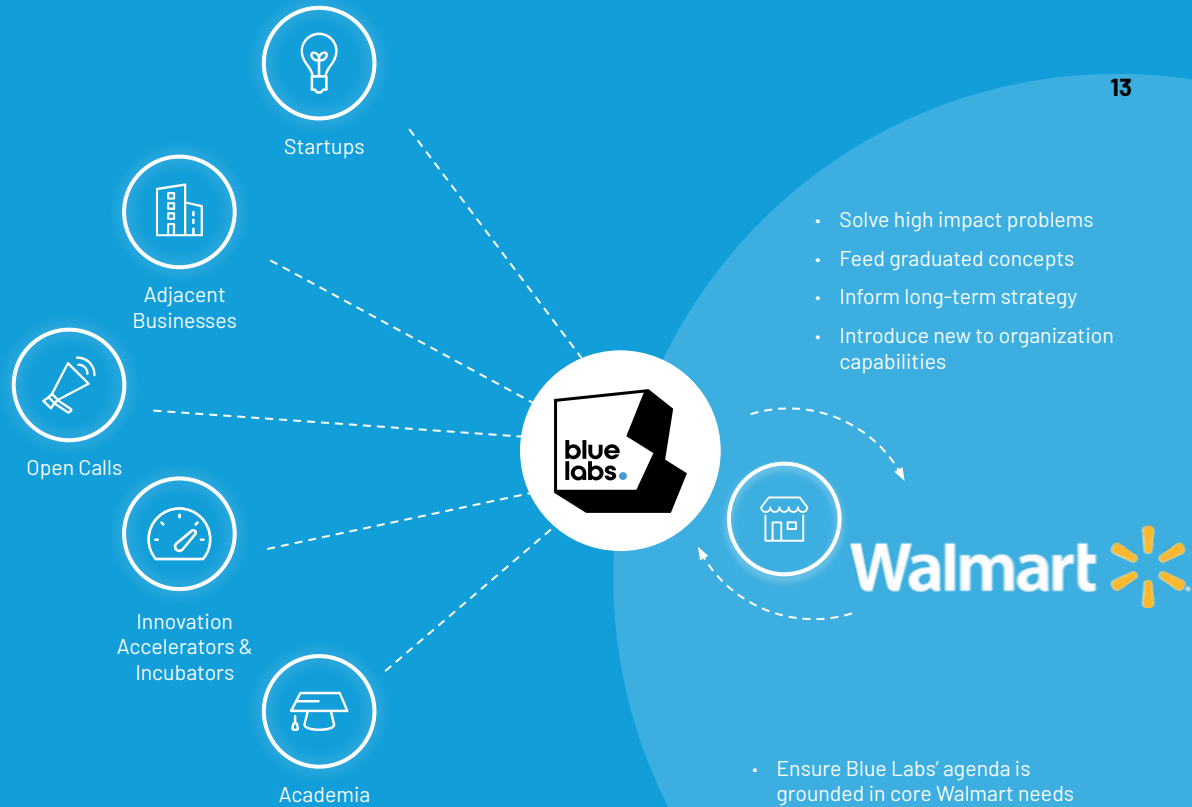 13
Startups
Adjacent
Businesses
Open Calls
Innovation
Accelerators &
Incubators
Academia
blue
labs.
• Solve high impact problems
• Feed graduated concepts
• Inform long-term strategy
• Introduce new to organization
capabilities
Walmart
• Ensure Blue Labs’ agenda is
grounded in core Walmart needs